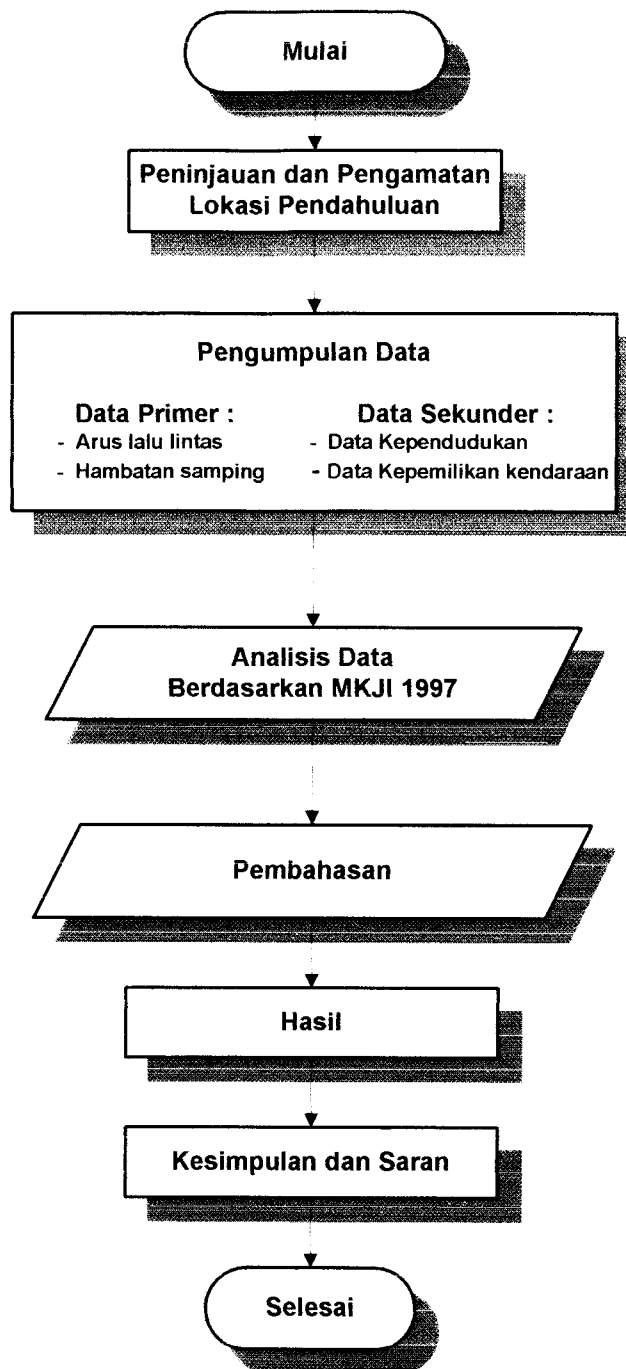 Mulai
Peninjauan dan Pengamatan
Lokasi Pendahuluan
Pengumpulan Data
Data Primer :
- Arus lalu lintas
- Hambatan samping
Data Sekunder :
- Data Kependudukan
- Data Kepemilikan kendaraan
Analisis Data
Berdasarkan MKJI 1997
Pembahasan
Hasil
Kesimpulan dan Saran
Selesai